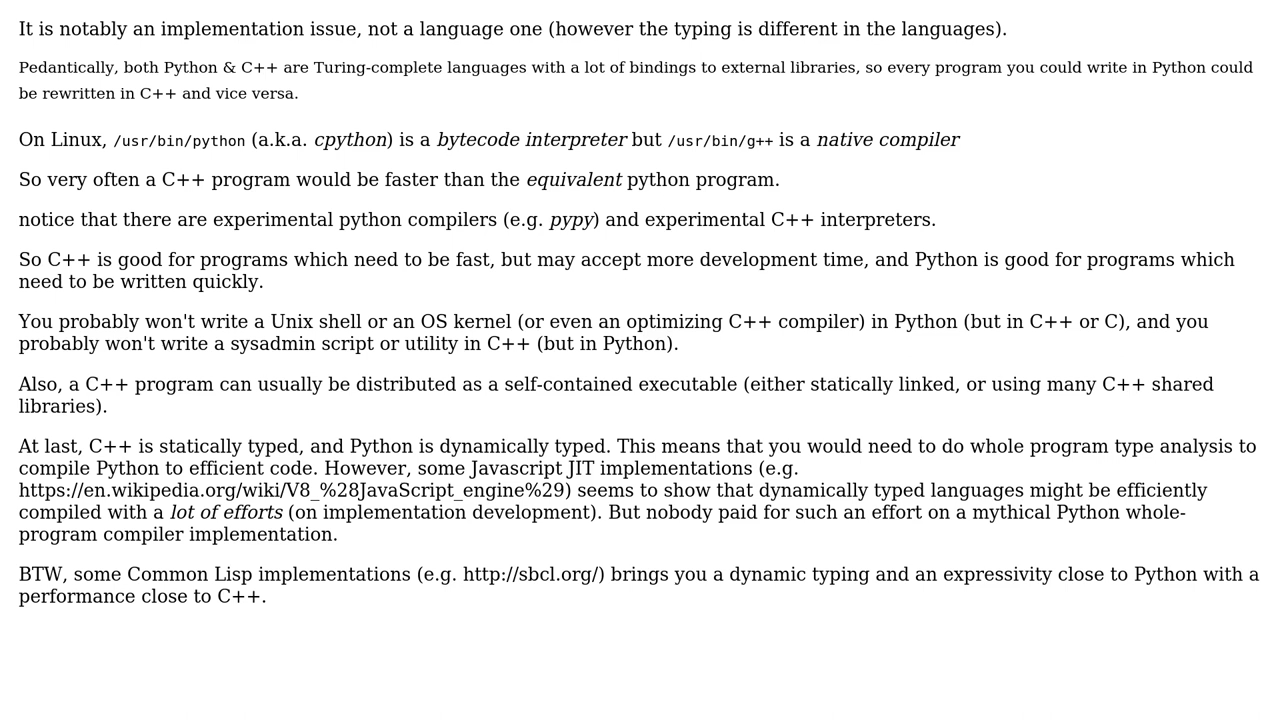 It is notably an implementation issue, not a language one (however the typing is different in the languages).
Pedantically, both Python & C++ are Turing-complete languages with a lot of bindings to external libraries, so every program you could write in Python could
be rewritten in C++ and vice versa.
On Linux, /usr/bin/python (a.k.a. cpython) is a bytecode interpreter but /usr/bin/g++ is a native compiler
So very often a C++ program would be faster than the equivalent python program.
notice that there are experimental python compilers (e.g. pypy) and experimental C++ interpreters.
So C++ is good for programs which need to be fast, but may accept more development time, and Python is good for programs which
need to be written quickly.
You probably won't write a Unix shell or an OS kernel (or even an optimizing C++ compiler) in Python (but in C++ or C), and you
probably won't write a sysadmin script or utility in C++ (but in Python).
Also, a C++ program can usually be distributed as a self-contained executable (either statically linked, or using many C++ shared
libraries).
At last, C++ is statically typed, and Python is dynamically typed. This means that you would need to do whole program type analysis to
compile Python to efficient code. However, some Javascript JIT implementations (e.g.
https://en.wikipedia.org/wiki/V8_%28JavaScript_engine%29) seems to show that dynamically typed languages might be efficiently
compiled with a lot of efforts (on implementation development). But nobody paid for such an effort on a mythical Python whole-
program compiler implementation.
BTW, some Common Lisp implementations (e.g. http://sbcl.org/) brings you a dynamic typing and an expressivity close to Python with a
performance close to C++.